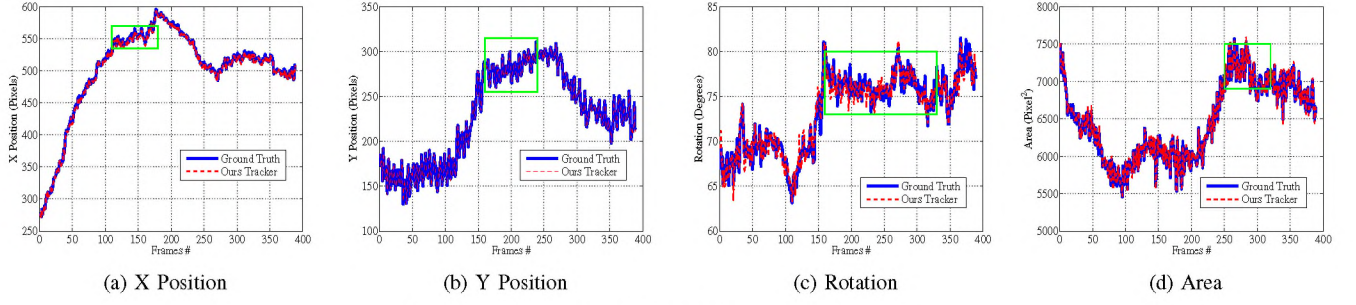 X Position (Pixels)
600
550
500
450
400
350
300
250
0 50 100 150 200 250 300 350 400
Frames #
Ground Truth
Ours Tracker
(a) X Position
Y Position (Pixels)
350
300
250
200
150
100
0 50 100 150 200 250 300 350 400
Frames #
Ground Truth
Ours Tracker
(b) Y Position
Rotation (Degrees)
85
80
75
70
65
60
0 50 100 150 200 250 300 350 400
Frames #
Ground Truth
Ours Tracker
(c) Rotation
Area (Pixel²)
8000
7500
7000
6500
6000
5500
5000
0 50 100 150 200 250 300 350 400
Frames #
Ground Truth
Ours Tracker
(d) Area